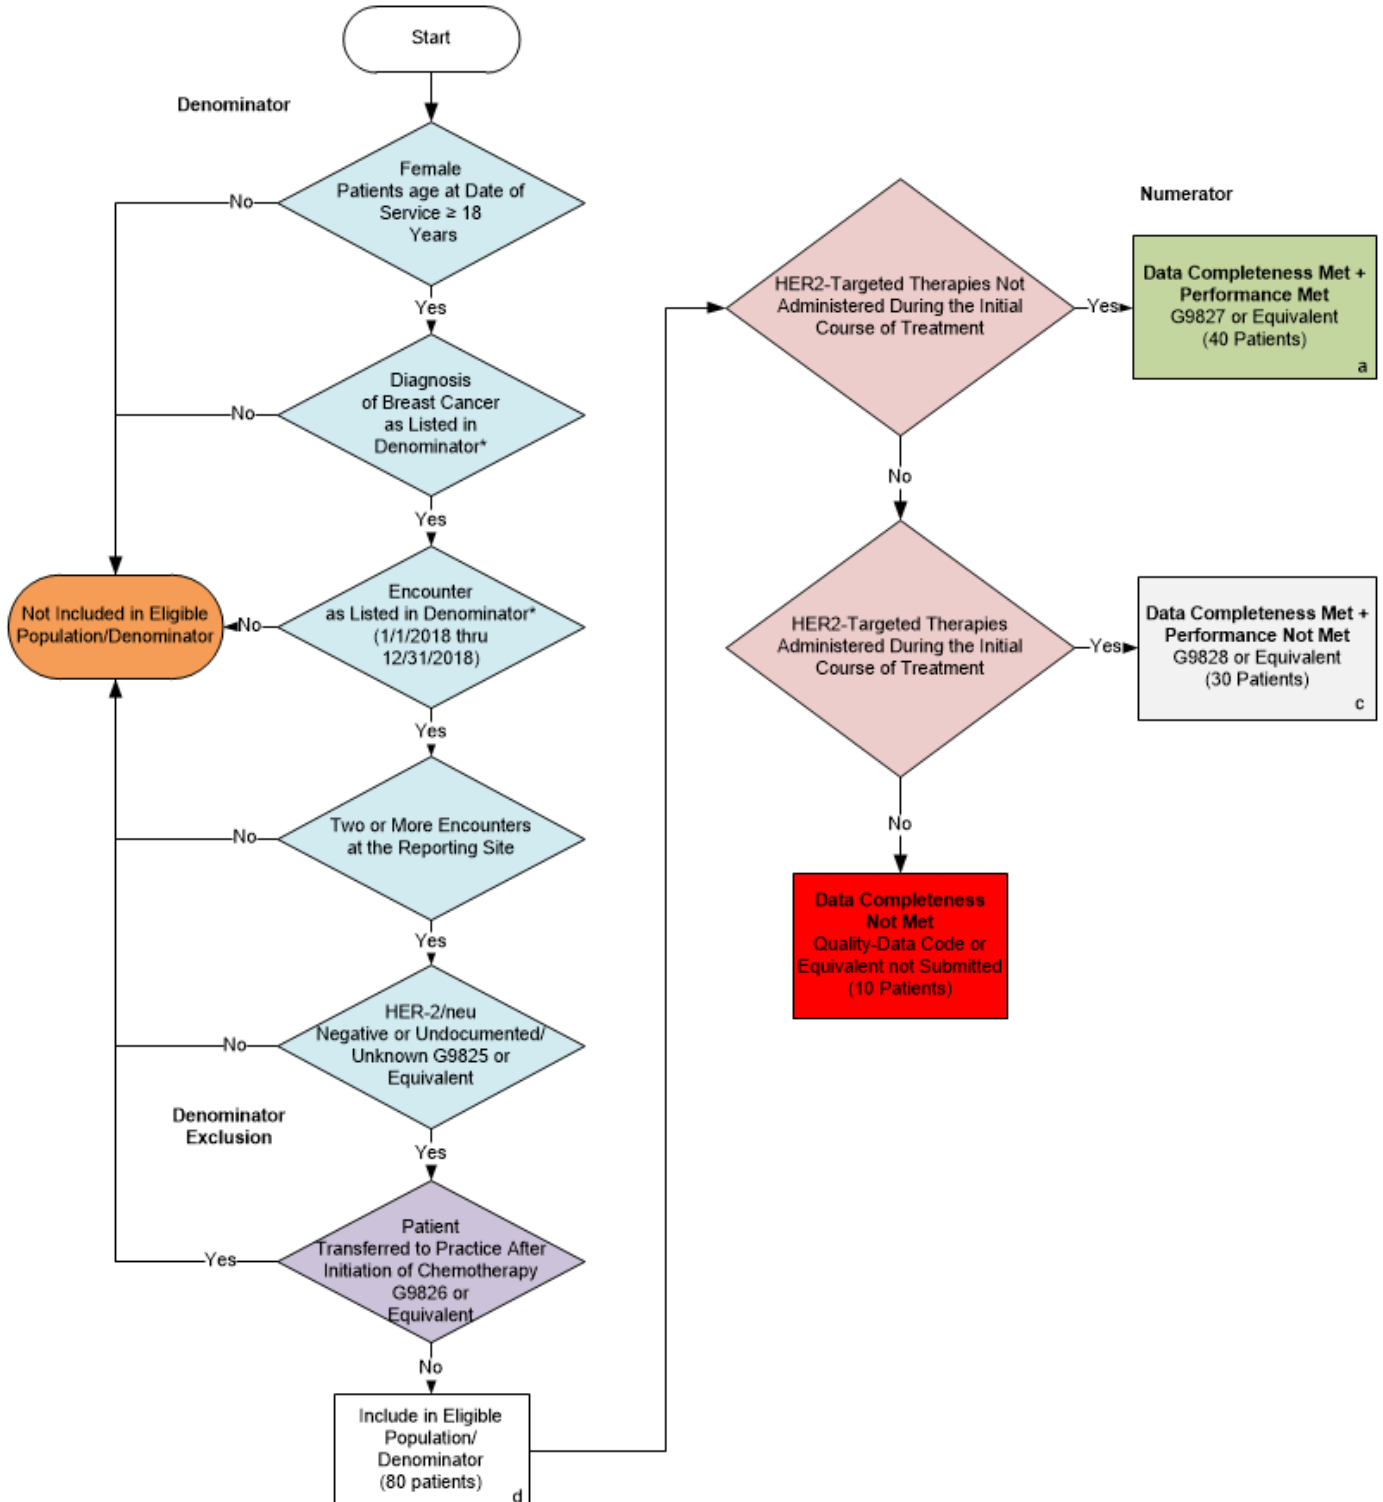 Start
Denominator
Female
Patients age at Date of
Service ≥ 18
Years
No
Yes
Diagnosis
of Breast Cancer
as Listed in
Denominator*
No
Yes
Encounter
as Listed in Denominator*
(1/1/2018 thru
12/31/2018)
No
Not Included in Eligible
Population/Denominator
Yes
Two or More Encounters
at the Reporting Site
No
Yes
HER-2/neu
Negative or Undocumented/
Unknown G9825 or
Equivalent
No
Denominator
Exclusion
Yes
Patient
Transferred to Practice After
Initiation of Chemotherapy
G9826 or
Equivalent
Yes
No
Include in Eligible
Population/
Denominator
(80 patients)
d
Numerator
HER2-Targeted Therapies Not
Administered During the Initial
Course of Treatment
Yes
Data Completeness Met +
Performance Met
G9827 or Equivalent
(40 Patients)
a
No
HER2-Targeted Therapies
Administered During the Initial
Course of Treatment
Yes
Data Completeness Met +
Performance Not Met
G9828 or Equivalent
(30 Patients)
c
No
Data Completeness
Not Met
Quality-Data Code or
Equivalent not Submitted
(10 Patients)